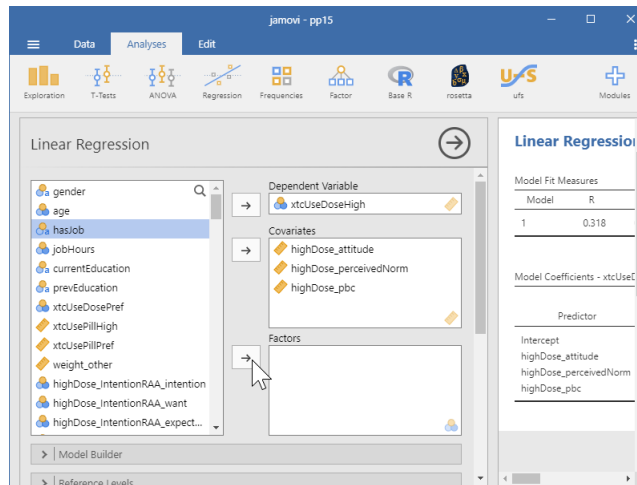 jamovi - pp15
Data
Analyses
Edit
Exploration
T-Tests
ANOVA
Regression
Frequencies
Factor
Base R
rosetta
ufs
Modules
Linear Regression
gender
age
hasJob
jobHours
currentEducation
prevEducation
xtcUseDosePref
xtcUsePillHigh
xtcUsePillPref
weight_other
highDose_IntentionRAA_intention
highDose_IntentionRAA_want
highDose_IntentionRAA_expect...
Dependent Variable
xtcUseDoseHigh
Covariates
highDose_attitude
highDose_perceivedNorm
highDose_pbc
Factors
Model Builder
Reference Levels
Linear Regressio
Model Fit Measures
Model R
1 0.318
Model Coefficients - xtcUseD
Predictor
Intercept
highDose_attitude
highDose_perceivedNorm
highDose_pbc